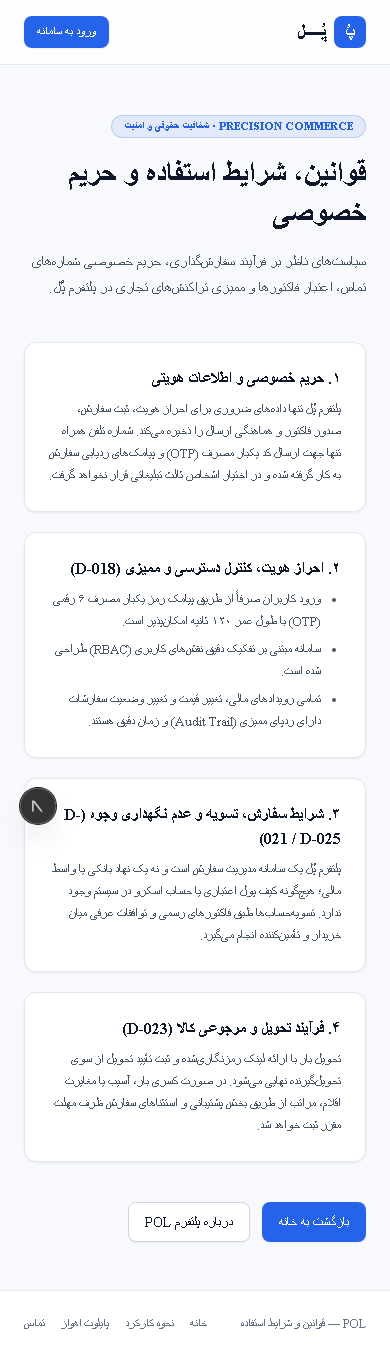 پُ
پُـــل
ورود به سامانه
PRECISION COMMERCE • شفافیت حقوقی و امنیت
قوانین، شرایط استفاده و حریم
خصوصی
سیاست‌های ناظر بر فرآیند سفارش‌گذاری، حریم خصوصی شماره‌های
تماس، اعتبار فاکتورها و ممیزی تراکنش‌های تجاری در پلتفرم پُل.
۱. حریم خصوصی و اطلاعات هویتی
پلتفرم پُل تنها داده‌های ضروری برای احراز هویت، ثبت سفارش،
صدور فاکتور و هماهنگی ارسال را ذخیره می‌کند. شماره تلفن همراه
تنها جهت ارسال کد یکبار مصرف (OTP) و پیامک‌های ردیابی سفارش
به کار گرفته شده و در اختیار اشخاص ثالث تبلیغاتی قرار نخواهد گرفت.
۲. احراز هویت، کنترل دسترسی و ممیزی (D-018)
• ورود کاربران صرفاً از طریق پیامک رمز یکبار مصرف ۶ رقمی
(OTP) با طول عمر ۱۲۰ ثانیه امکان‌پذیر است.
• سامانه مبتنی بر تفکیک دقیق نقش‌های کاربری (RBAC) طراحی
شده است.
• تمامی رویدادهای مالی، تغییر قیمت و تغییر وضعیت سفارشات
دارای ردپای ممیزی (Audit Trail) و زمان دقیق هستند.
۳. شرایط سفارش، تسویه و عدم نگهداری وجوه (D-
021 / D-025)
پلتفرم پُل یک سامانه مدیریت سفارش است و نه یک نهاد بانکی یا واسط
مالی؛ هیچ‌گونه کیف پول اعتباری یا حساب اسکرو در سیستم وجود
ندارد. تسویه‌حساب‌ها طبق فاکتورهای رسمی و توافقات عرفی میان
خریدار و تأمین‌کننده انجام می‌گیرد.
۴. فرآیند تحویل و مرجوعی کالا (D-023)
تحویل بار با ارائه لینک رمزنگاری‌شده و ثبت تأیید تحویل از سوی
تحویل‌گیرنده نهایی می‌شود. در صورت کسری بار، آسیب یا مغایرت
اقلام، مراتب از طریق بخش پشتیبانی و استثناهای سفارش ظرف مهلت
مقرر ثبت خواهد شد.
بازگشت به خانه
درباره پلتفرم POL
POL — قوانین و شرایط استفاده
خانه
نحوه کارکرد
پایلوت اهواز
تماس